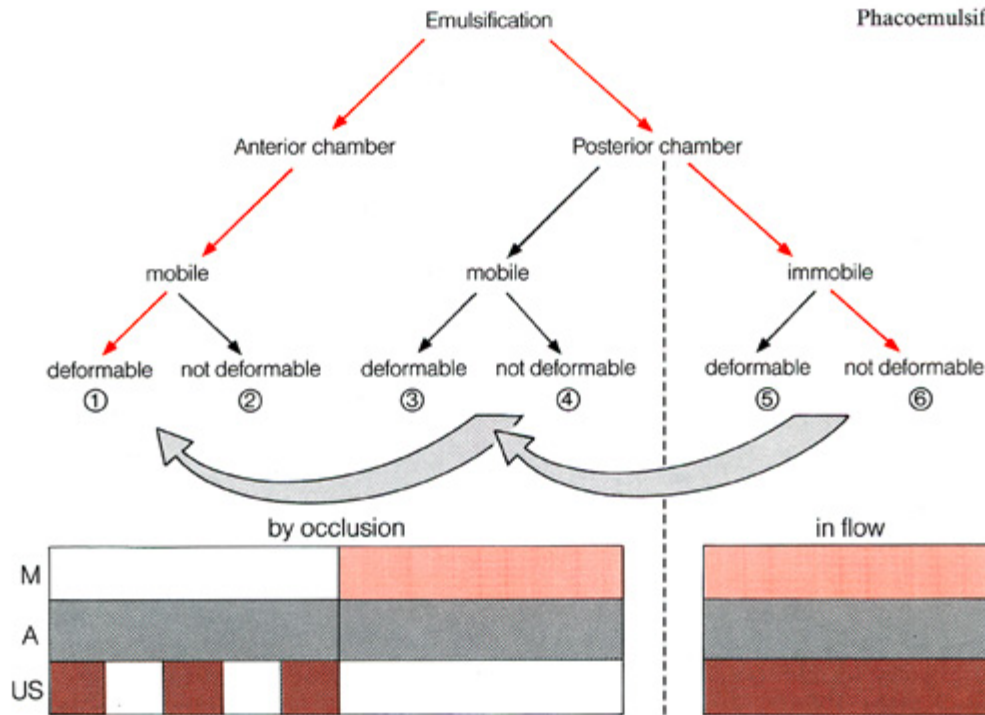 Emulsification
Phacoemulsif
Anterior chamber
Posterior chamber
mobile
mobile
immobile
deformable
not deformable
deformable
not deformable
deformable
not deformable
①
②
③
④
⑤
⑥
by occlusion
in flow
M
A
US